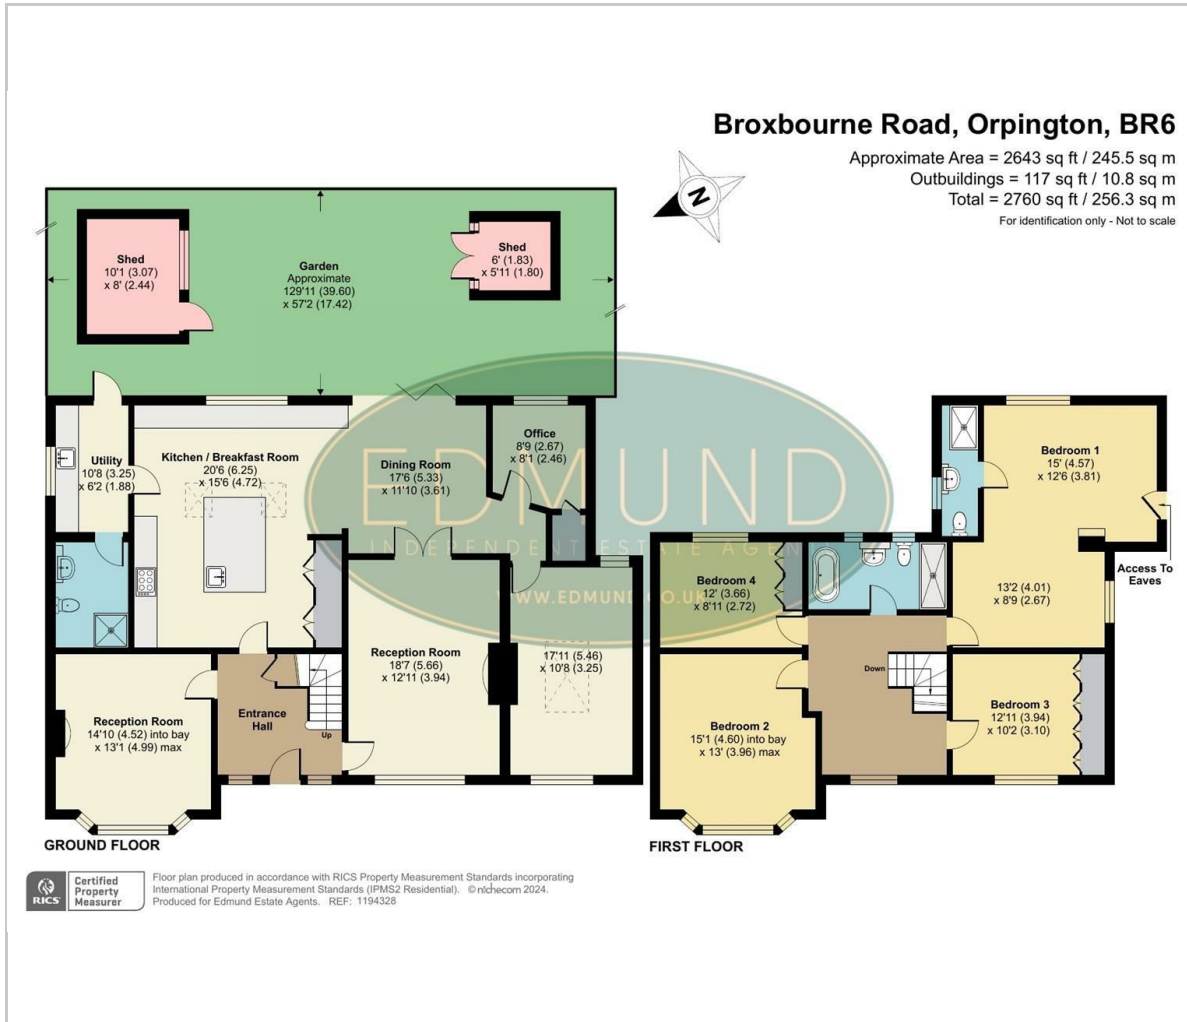 Broxbourne Road, Orpington, BR6
Approximate Area = 2643 sq ft / 245.5 sq m
Outbuildings = 117 sq ft / 10.8 sq m
Total = 2760 sq ft / 256.3 sq m
For identification only - Not to scale
N
Shed
10'1 (3.07)
x 8' (2.44)
Garden
Approximate
129'11 (39.60)
x 57'2 (17.42)
Shed
6' (1.83)
x 5'11 (1.80)
Utility
10'8 (3.25)
x 6'2 (1.88)
Kitchen / Breakfast Room
20'6 (6.25)
x 15'6 (4.72)
Dining Room
17'6 (5.33)
x 11'10 (3.61)
Office
8'9 (2.67)
x 8'1 (2.46)
EDMUND
INDEPENDENT ESTATE AGENT
WWW.EDMUND.CO.UK
Reception Room
14'10 (4.52) into bay
x 13'1 (4.99) max
Entrance
Hall
Up
Reception Room
18'7 (5.66)
x 12'11 (3.94)
17'11 (5.46)
x 10'8 (3.25)
GROUND FLOOR
Bedroom 1
15' (4.57)
x 12'6 (3.81)
Access To
Eaves
13'2 (4.01)
x 8'9 (2.67)
Bedroom 4
12' (3.66)
x 8'11 (2.72)
Down
Bedroom 2
15'1 (4.60) into bay
x 13' (3.96) max
Bedroom 3
12'11 (3.94)
x 10'2 (3.10)
FIRST FLOOR
RICS
Certified
Property
Measurer
Floor plan produced in accordance with RICS Property Measurement Standards incorporating
International Property Measurement Standards (IPMS2 Residential). © nichecom 2024.
Produced for Edmund Estate Agents. REF: 1194328